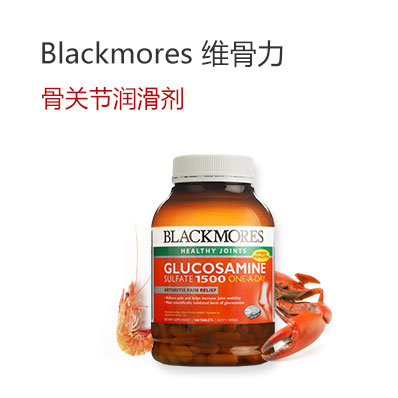 Blackmores 维骨力
骨关节润滑剂
BLACKMORES
HEALTHY JOINTS
GLUCOSAMINE
SULFATE 1500 ONE-A-DAY
ARTHRITIS PAIN RELIEF